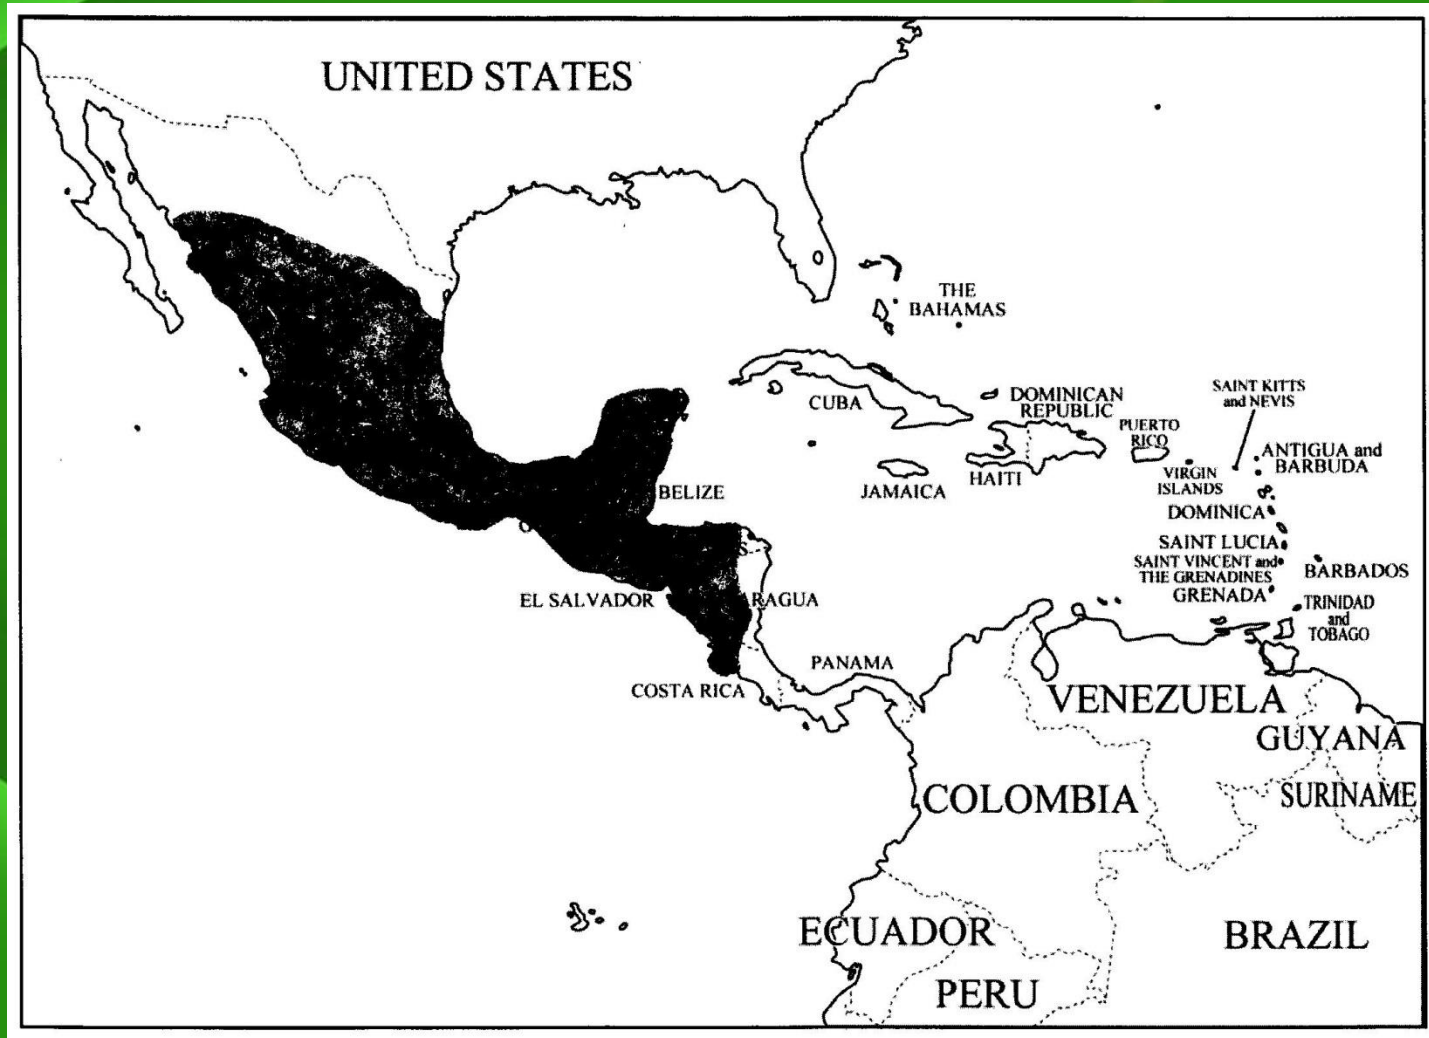 UNITED STATES
THE
BAHAMAS
CUBA
DOMINICAN
REPUBLIC
PUERTO
RICO
SAINT KITTS
and NEVIS
HAITI
JAMAICA
VIRGIN
ISLANDS
ANTIGUA and
BARBUDA
BELIZE
DOMINICA
SAINT LUCIA
SAINT VINCENT and
THE GRENADINES
BARBADOS
GRENADA
TRINIDAD
and
TOBAGO
EL SALVADOR
ARAGUA
PANAMA
COSTA RICA
VENEZUELA
GUYANA
COLOMBIA
SURINAME
ECUADOR
BRAZIL
PERU